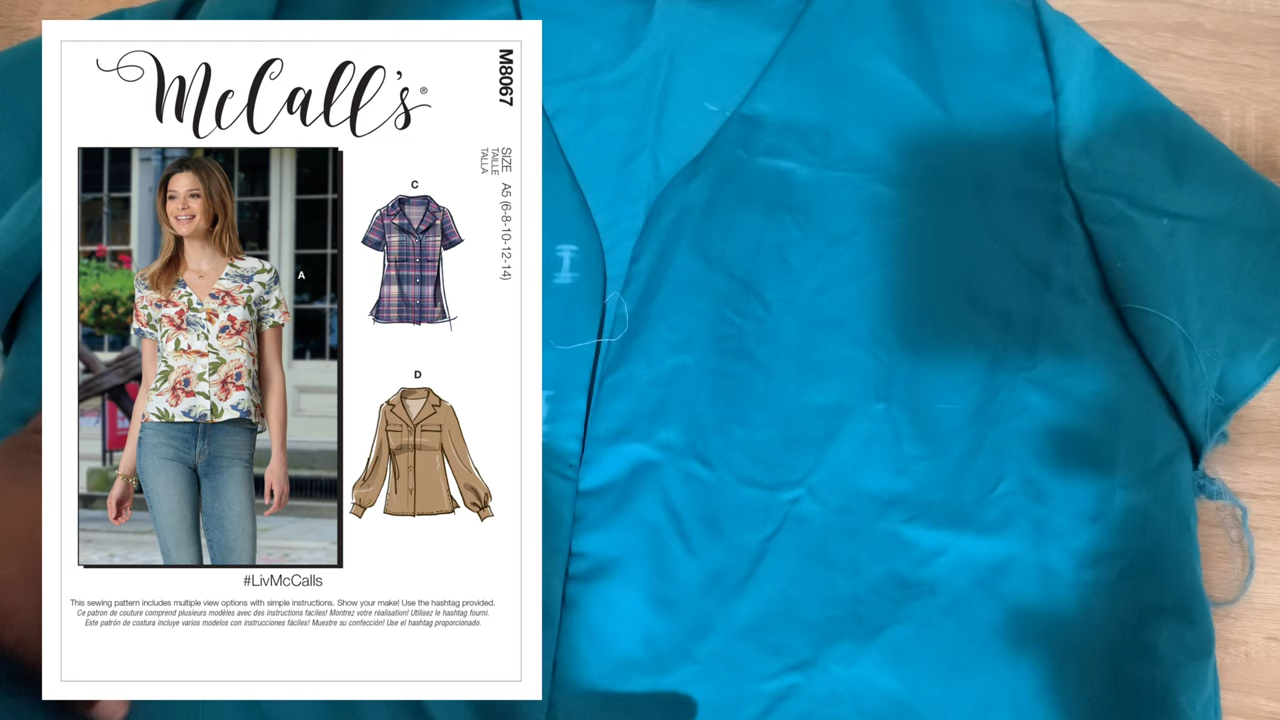 McCall's®
M8067
SIZE A5 (6-8-10-12-14)
TAILLE
TALLA
A
C
D
#LivMcCalls
This sewing pattern includes multiple view options with simple instructions. Show your make! Use the hashtag provided.
Ce patron de couture comprend plusieurs modèles avec des instructions faciles! Montrez votre réalisation! Utilisez le hashtag fourni.
Este patrón de costura incluye varios modelos con instrucciones fáciles! Muestre su confección! Use el hashtag proporcionado.